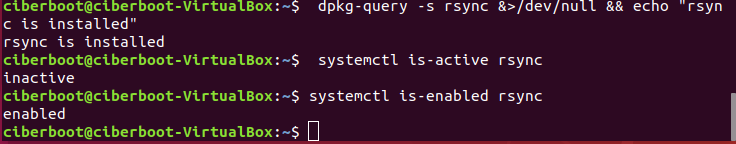 ciberboot@ciberboot-VirtualBox:~$  dpkg-query -s rsync &>/dev/null && echo "rsyn
c is installed"
rsync is installed
ciberboot@ciberboot-VirtualBox:~$  systemctl is-active rsync
inactive
ciberboot@ciberboot-VirtualBox:~$ systemctl is-enabled rsync
enabled
ciberboot@ciberboot-VirtualBox:~$